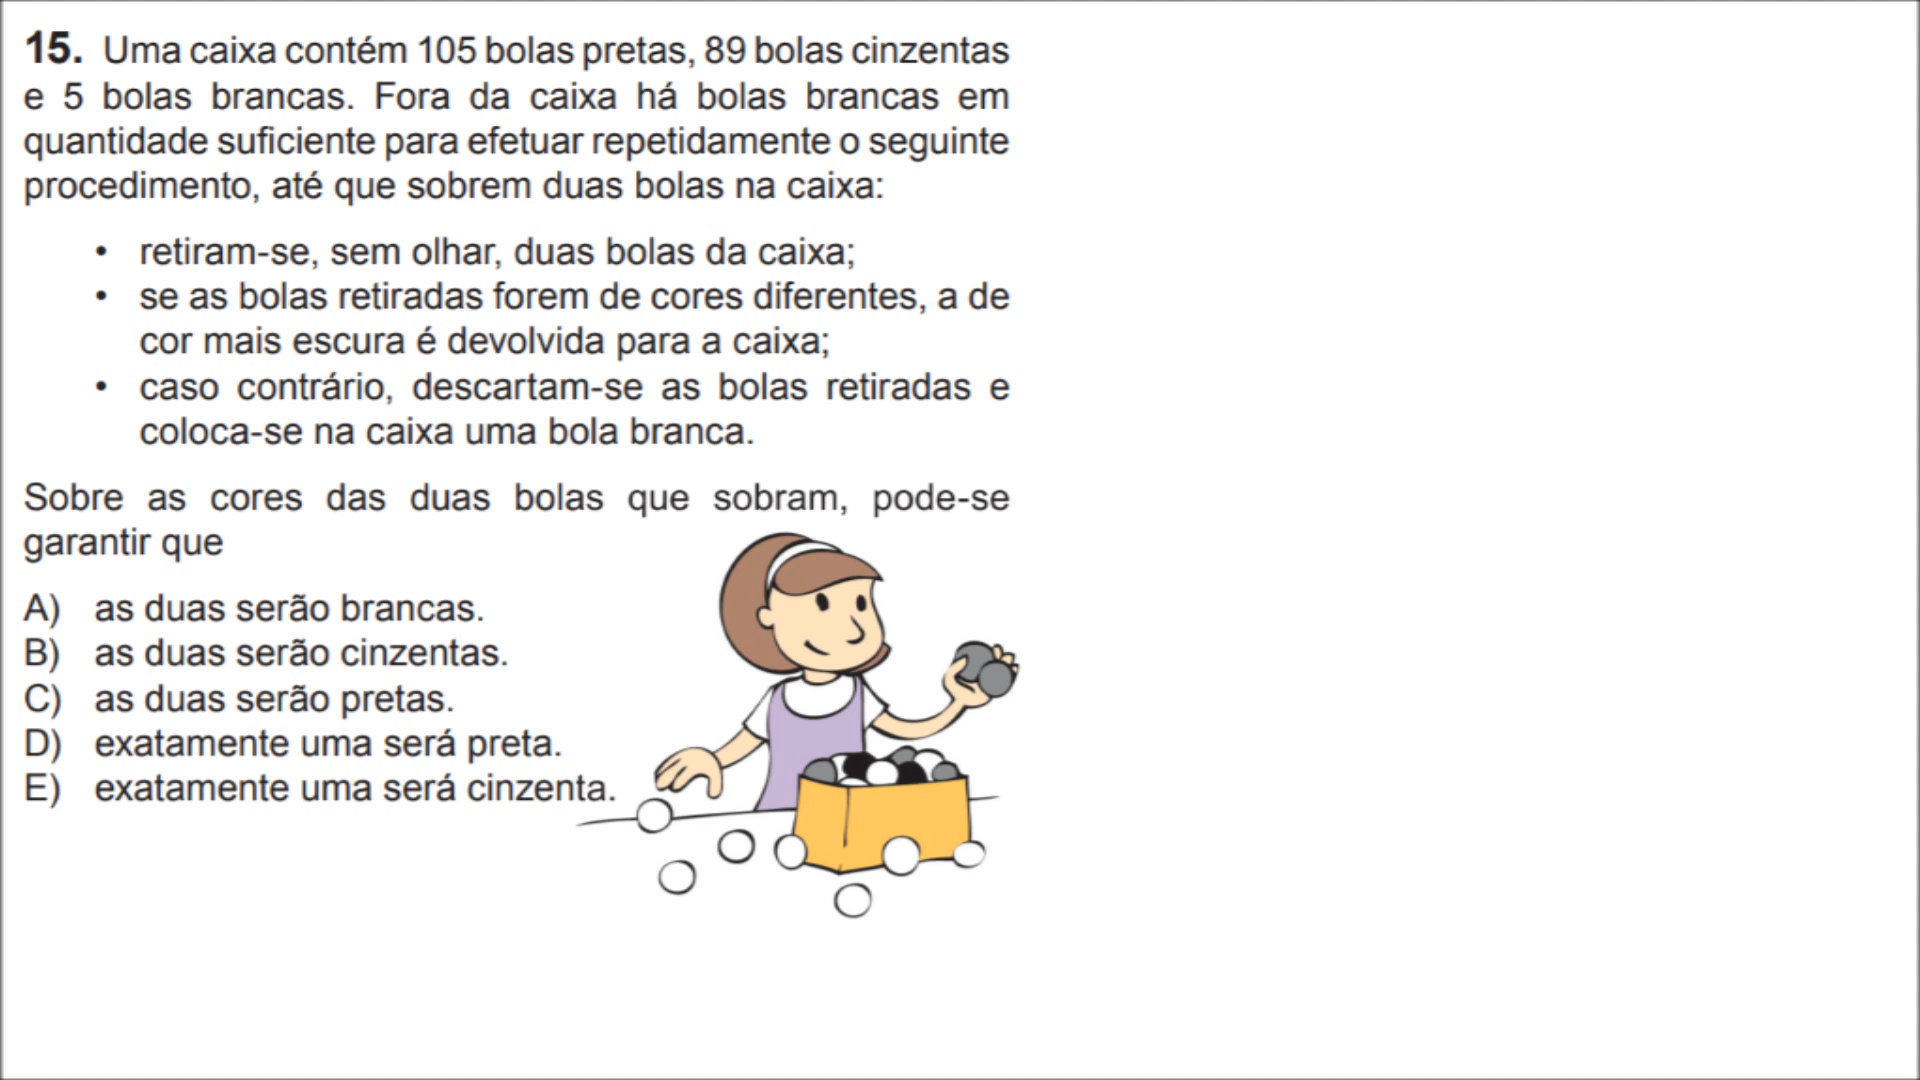 15. Uma caixa contém 105 bolas pretas, 89 bolas cinzentas
e 5 bolas brancas. Fora da caixa há bolas brancas em
quantidade suficiente para efetuar repetidamente o seguinte
procedimento, até que sobrem duas bolas na caixa:
• retiram-se, sem olhar, duas bolas da caixa;
• se as bolas retiradas forem de cores diferentes, a de
cor mais escura é devolvida para a caixa;
• caso contrário, descartam-se as bolas retiradas e
coloca-se na caixa uma bola branca.
Sobre as cores das duas bolas que sobram, pode-se
garantir que
A) as duas serão brancas.
B) as duas serão cinzentas.
C) as duas serão pretas.
D) exatamente uma será preta.
E) exatamente uma será cinzenta.